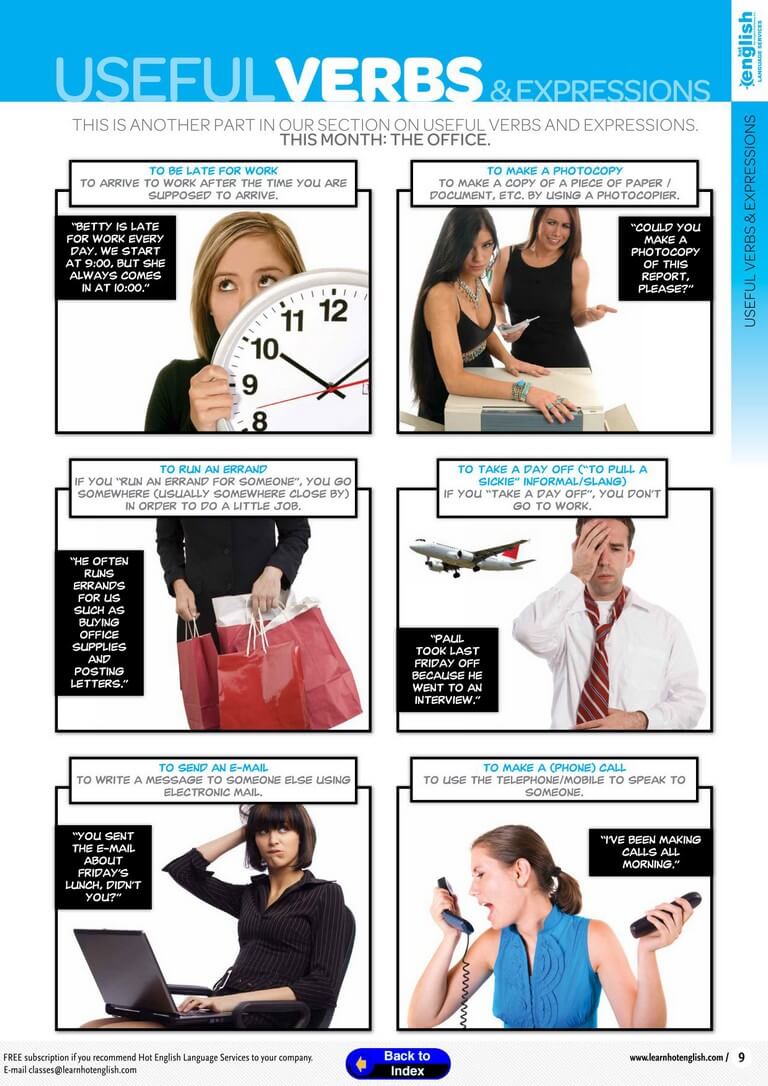 USEFUL VERBS & EXPRESSIONS
THIS IS ANOTHER PART IN OUR SECTION ON USEFUL VERBS AND EXPRESSIONS.
THIS MONTH: THE OFFICE.
TO BE LATE FOR WORK
TO ARRIVE TO WORK AFTER THE TIME YOU ARE
SUPPOSED TO ARRIVE.
"BETTY IS LATE
FOR WORK EVERY
DAY. WE START
AT 9:00, BUT SHE
ALWAYS COMES
IN AT 10:00."
12
11
10
9
8
TO MAKE A PHOTOCOPY
TO MAKE A COPY OF A PIECE OF PAPER /
DOCUMENT, ETC. BY USING A PHOTOCOPIER.
"COULD YOU
MAKE A
PHOTOCOPY
OF THIS
REPORT,
PLEASE?"
TO RUN AN ERRAND
IF YOU "RUN AN ERRAND FOR SOMEONE", YOU GO
SOMEWHERE (USUALLY SOMEWHERE CLOSE BY)
IN ORDER TO DO A LITTLE JOB.
"HE OFTEN
RUNS
ERRANDS
FOR US
SUCH AS
BUYING
OFFICE
SUPPLIES
AND
POSTING
LETTERS."
TO TAKE A DAY OFF ("TO PULL A
SICKIE" INFORMAL/SLANG)
IF YOU "TAKE A DAY OFF", YOU DON'T
GO TO WORK.
"PAUL
TOOK LAST
FRIDAY OFF
BECAUSE HE
WENT TO AN
INTERVIEW."
TO SEND AN E-MAIL
TO WRITE A MESSAGE TO SOMEONE ELSE USING
ELECTRONIC MAIL.
"YOU SENT
THE E-MAIL
ABOUT
FRIDAY'S
LUNCH, DIDN'T
YOU?"
TO MAKE A (PHONE) CALL
TO USE THE TELEPHONE/MOBILE TO SPEAK TO
SOMEONE.
"I'VE BEEN MAKING
CALLS ALL
MORNING."
hot english
LANGUAGE SERVICES
USEFUL VERBS & EXPRESSIONS
FREE subscription if you recommend Hot English Language Services to your company.
E-mail classes@learnhotenglish.com
Back to
Index
www.learnhotenglish.com / 9